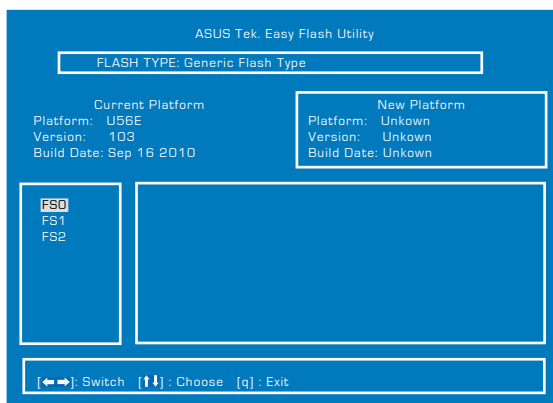 ASUS Tek. Easy Flash Utility
FLASH TYPE: Generic Flash Type
Current Platform
Platform: U56E
Version: 103
Build Date: Sep 16 2010
New Platform
Platform: Unkown
Version: Unkown
Build Date: Unkown
FS0
FS1
FS2
[←→]: Switch [↑↓] : Choose [q] : Exit